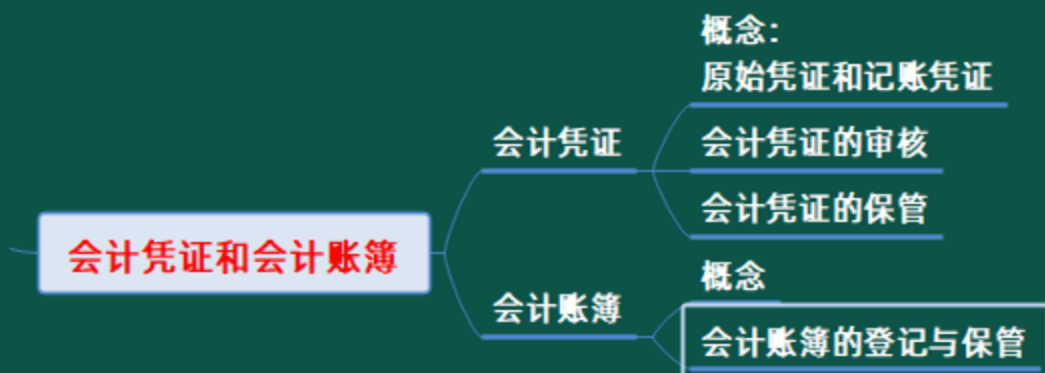 概念：
原始凭证和记账凭证
会计凭证
会计凭证的审核
会计凭证的保管
会计凭证和会计账簿
概念
会计账簿
会计账簿的登记与保管